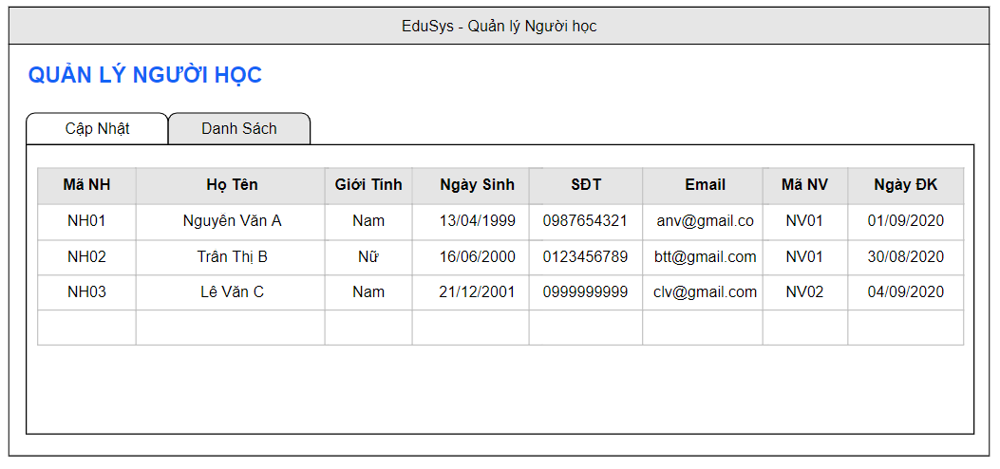 EduSys - Quản lý Người học
QUẢN LÝ NGƯỜI HỌC
Cập Nhật Danh Sách
Mã NH Họ Tên Giới Tính Ngày Sinh SĐT Email Mã NV Ngày ĐK
NH01 Nguyên Văn A Nam 13/04/1999 0987654321 anv@gmail.co NV01 01/09/2020
NH02 Trân Thị B Nữ 16/06/2000 0123456789 btt@gmail.com NV01 30/08/2020
NH03 Lê Văn C Nam 21/12/2001 0999999999 clv@gmail.com NV02 04/09/2020